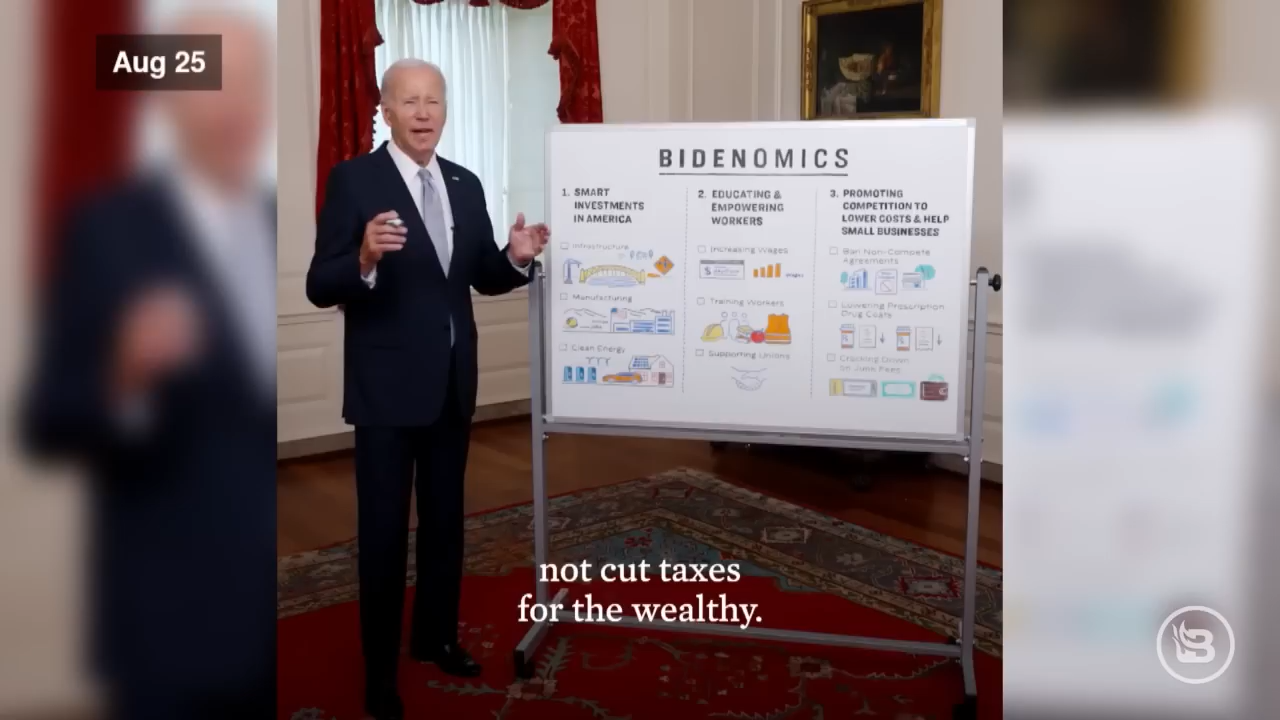 Aug 25
BIDENOMICS
1. SMART
INVESTMENTS
IN AMERICA
Infrastructure
Manufacturing
Clean Energy
2. EDUCATING &
EMPOWERING
WORKERS
Increasing Wages
Training Workers
Supporting Unions
3. PROMOTING
COMPETITION TO
LOWER COSTS & HELP
SMALL BUSINESSES
Ban Non-Compete
Agreements
Lowering Prescription
Drug Costs
Cracking Down
on Junk Fees
not cut taxes
for the wealthy.
B